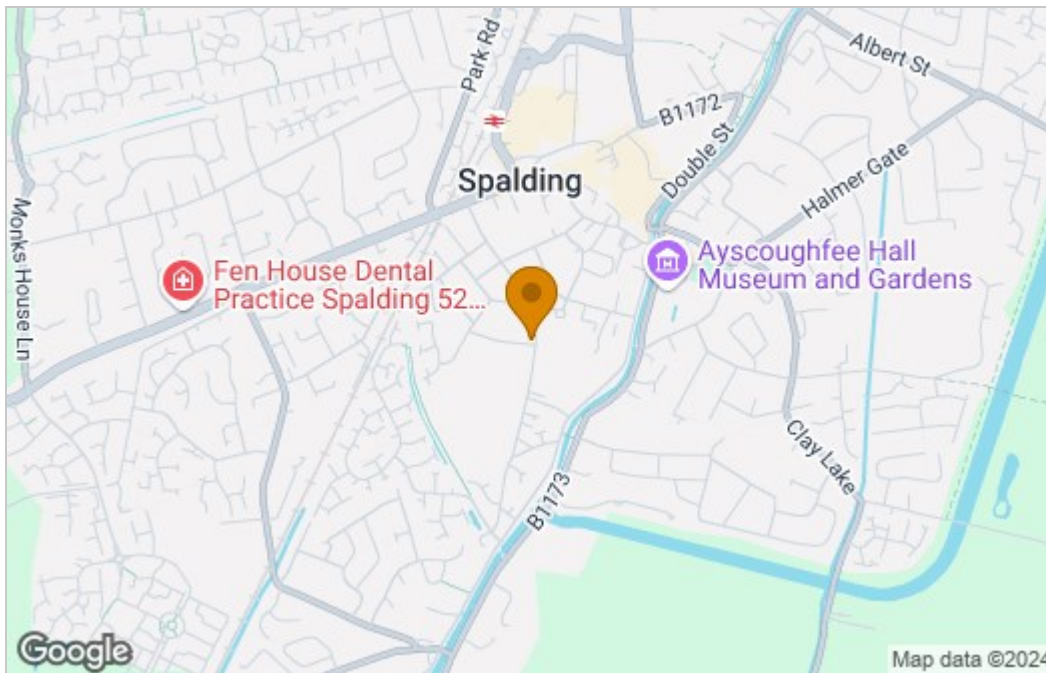 Park Rd
Albert St
B1172
Double St
Halmer Gate
Monks House Ln
Spalding
Fen House Dental
Practice Spalding 52...
Ayscoughfee Hall
Museum and Gardens
Clay Lake
B1173
Google
Map data ©2024